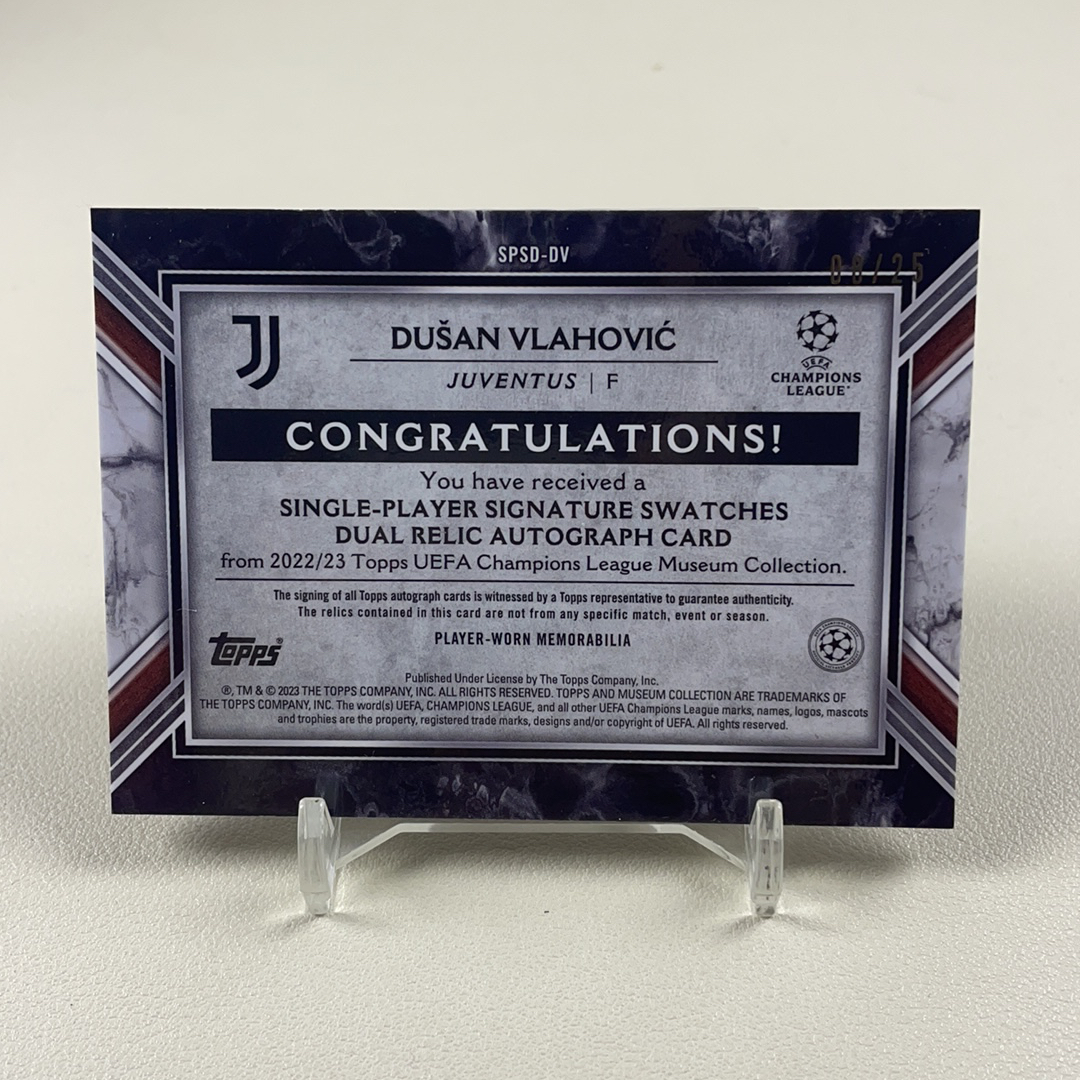 SPSD-DV
08/25
DUŠAN VLAHOVIĆ
JUVENTUS | F
UEFA
CHAMPIONS
LEAGUE
CONGRATULATIONS!
You have received a
SINGLE-PLAYER SIGNATURE SWATCHES
DUAL RELIC AUTOGRAPH CARD
from 2022/23 Topps UEFA Champions League Museum Collection.
The signing of all Topps autograph cards is witnessed by a Topps representative to guarantee authenticity.
The relics contained in this card are not from any specific match, event or season.
PLAYER-WORN MEMORABILIA
topps®
Published Under License by The Topps Company, Inc.
®, TM & © 2023 THE TOPPS COMPANY, INC. ALL RIGHTS RESERVED. TOPPS AND MUSEUM COLLECTION ARE TRADEMARKS OF
THE TOPPS COMPANY, INC. The word(s) UEFA, CHAMPIONS LEAGUE, and all other UEFA Champions League marks, names, logos, mascots
and trophies are the property, registered trade marks, designs and/or copyright of UEFA. All rights reserved.